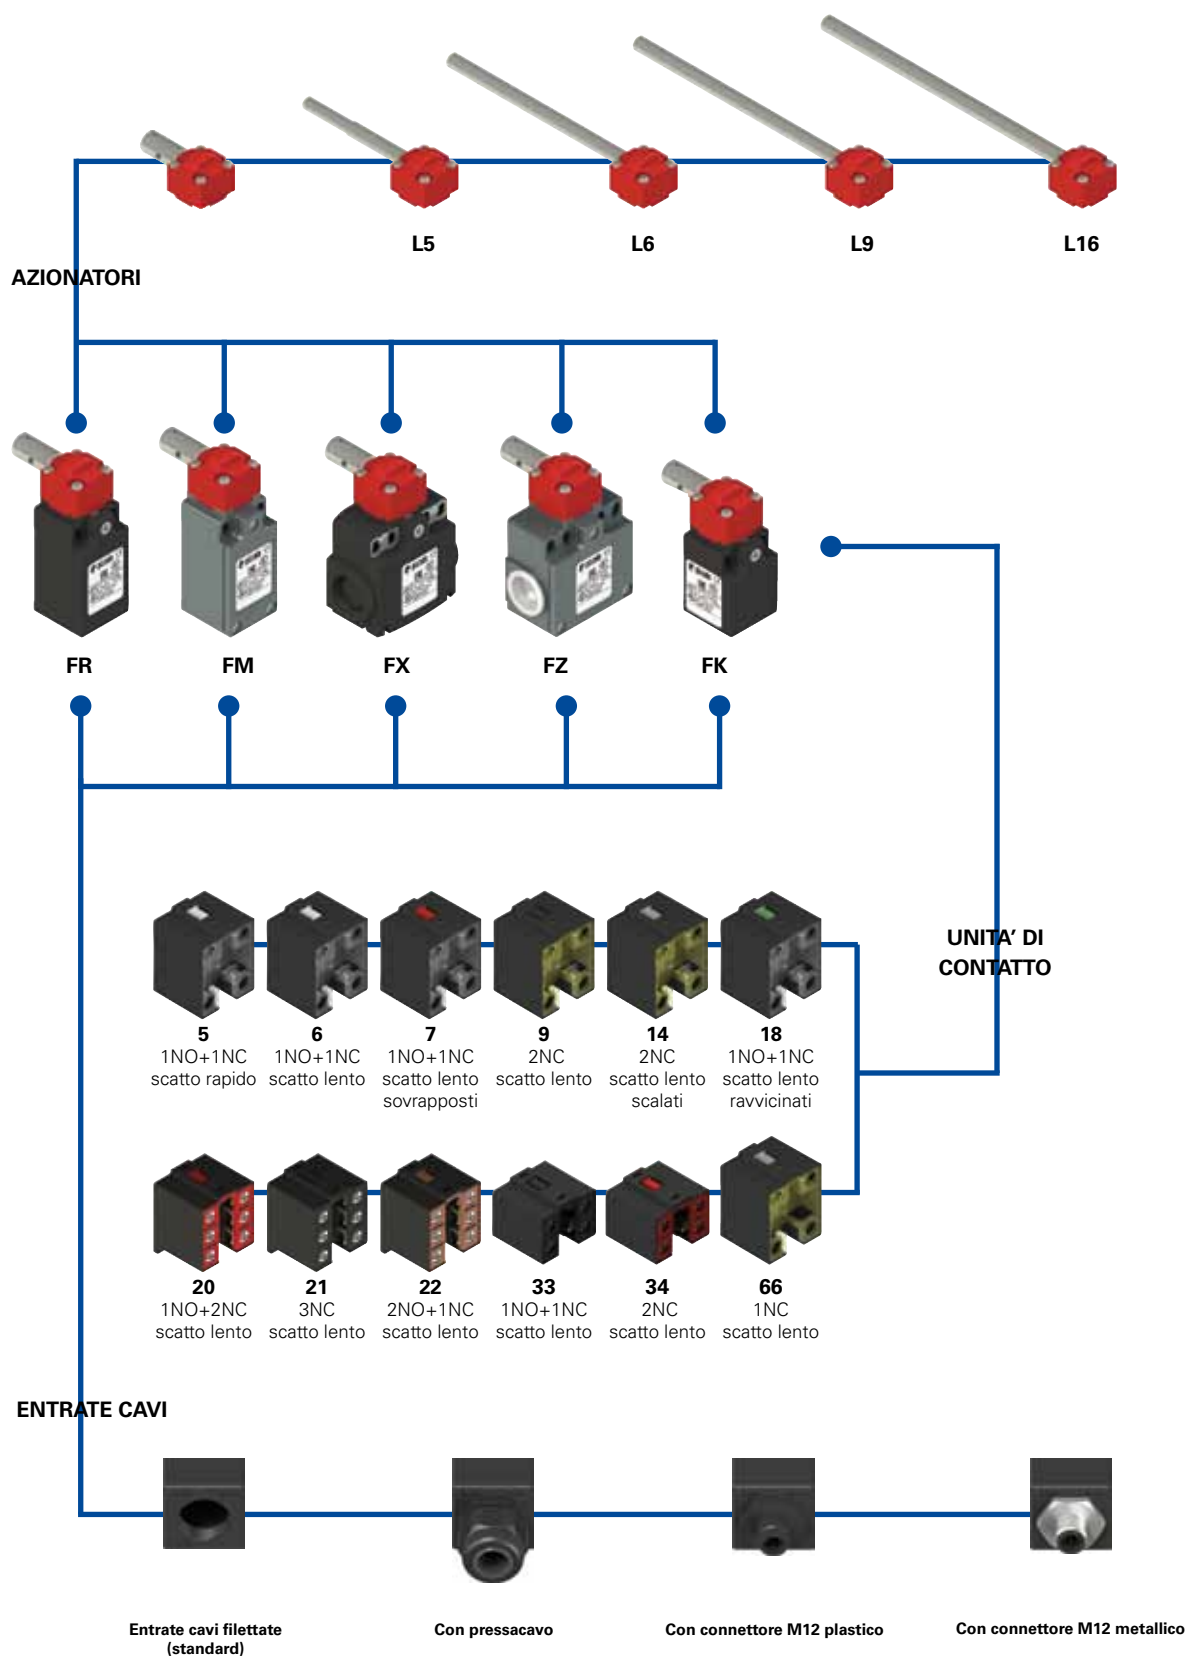 L5
L6
L9
L16
AZIONATORI
FR
FM
FX
FZ
FK
UNITA’ DI
CONTATTO
5
1NO+1NC
scatto rapido
6
1NO+1NC
scatto lento
7
1NO+1NC
scatto lento
sovrapposti
9
2NC
scatto lento
14
2NC
scatto lento
scalati
18
1NO+1NC
scatto lento
ravvicinati
20
1NO+2NC
scatto lento
21
3NC
scatto lento
22
2NO+1NC
scatto lento
33
1NO+1NC
scatto lento
34
2NC
scatto lento
66
1NC
scatto lento
ENTRATE CAVI
Entrate cavi filettate
(standard)
Con pressacavo
Con connettore M12 plastico
Con connettore M12 metallico